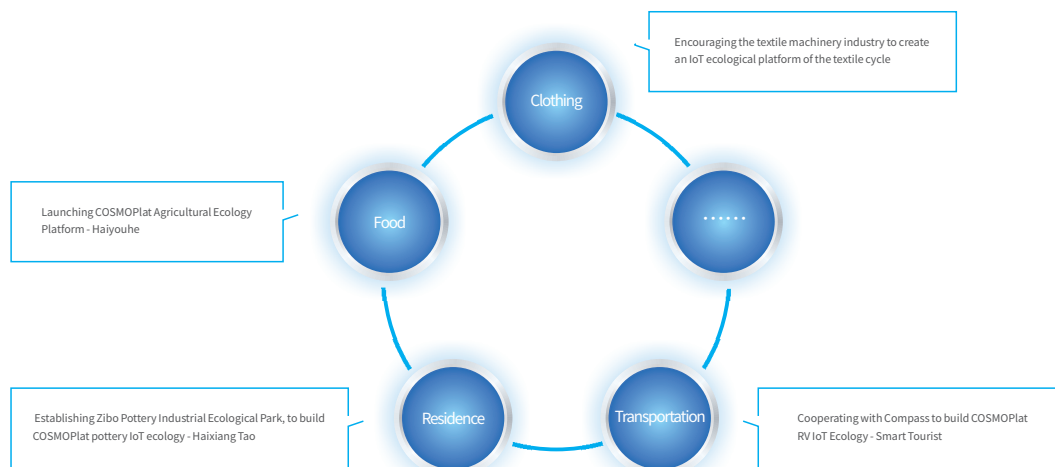 Encouraging the textile machinery industry to create
an IoT ecological platform of the textile cycle
Clothing
Launching COSMOPlat Agricultural Ecology
Platform - Haiyouhe
Food
······
Establishing Zibo Pottery Industrial Ecological Park, to build
COSMOPlat pottery IoT ecology - Haixiang Tao
Residence
Transportation
Cooperating with Compass to build COSMOPlat
RV IoT Ecology - Smart Tourist